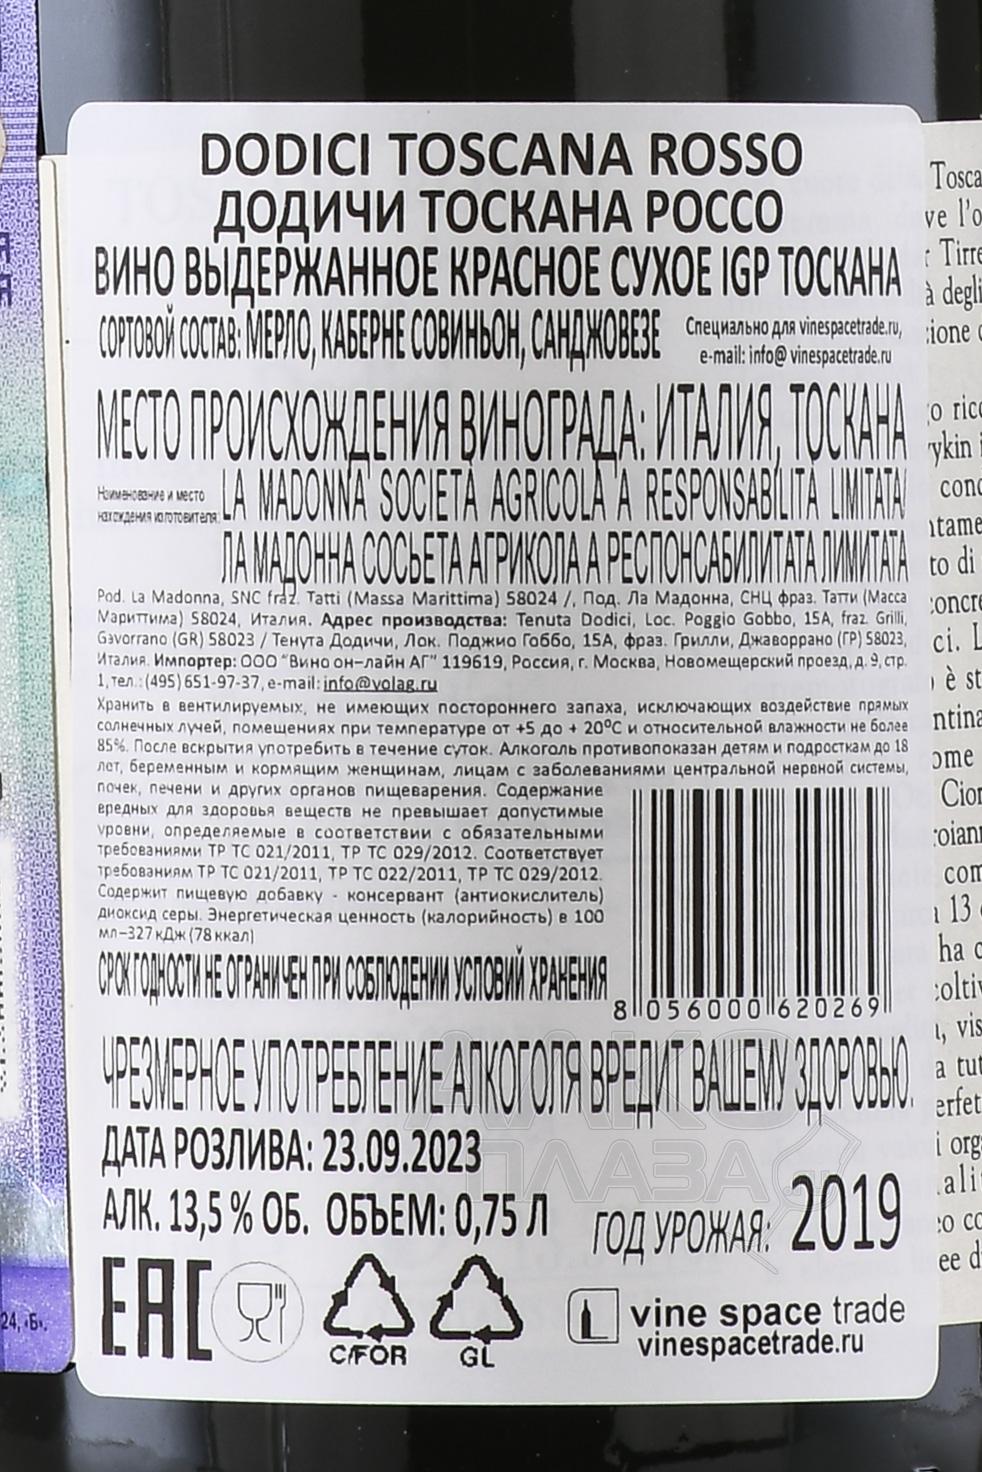 DODICI TOSCANA ROSSO
ДОДИЧИ ТОСКАНА РОССО
ВИНО ВЫДЕРЖАННОЕ КРАСНОЕ СУХОЕ IGP ТОСКАНА
СОРТОВОЙ СОСТАВ: МЕРЛО, КАБЕРНЕ СОВИНЬОН, САНДЖОВЕЗЕ
Специально для vinespacetrade.ru,
e-mail: info@ vinespacetrade.ru
МЕСТО ПРОИСХОЖДЕНИЯ ВИНОГРАДА: ИТАЛИЯ, ТОСКАНА
Наименование и место
нахождения изготовителя:
LA MADONNA SOCIETÀ AGRICOLA A RESPONSABILITÀ LIMITATA/
ЛА МАДОННА СОСЬЕТА АГРИКОЛА А РЕСПОНСАБИЛИТАТА ЛИМИТАТА
Pod. La Madonna, SNC fraz. Tatti (Massa Marittima) 58024 /, Под. Ла Мадонна, СНЦ фраз. Татти (Масса
Мариттима) 58024, Италия. Адрес производства: Tenuta Dodici, Loc. Poggio Gobbo, 15A, fraz. Grilli,
Gavorrano (GR) 58023 / Тенута Додичи, Лок. Поджио Гоббо, 15А, фраз. Грилли, Джаворрано (ГР) 58023,
Италия. Импортер: ООО "Вино он-лайн АГ" 119619, Россия, г. Москва, Новомещерский проезд, д. 9, стр.
1, тел.: (495) 651-97-37, e-mail: info@volag.ru
Хранить в вентилируемых, не имеющих постороннего запаха, исключающих воздействие прямых
солнечных лучей, помещениях при температуре от +5 до + 20ºС и относительной влажности не более
85%. После вскрытия употребить в течение суток. Алкоголь противопоказан детям и подросткам до 18
лет, беременным и кормящим женщинам, лицам с заболеваниями центральной нервной системы,
почек, печени и других органов пищеварения. Содержание
вредных для здоровья веществ не превышает допустимые
уровни, определяемые в соответствии с обязательными
требованиями ТР ТС 021/2011, ТР ТС 029/2012. Соответствует
требованиям ТР ТС 021/2011, ТР ТС 022/2011, ТР ТС 029/2012.
Содержит пищевую добавку - консервант (антиокислитель)
диоксид серы. Энергетическая ценность (калорийность) в 100
мл–327 кДж (78 ккал)
СРОК ГОДНОСТИ НЕ ОГРАНИЧЕН ПРИ СОБЛЮДЕНИИ УСЛОВИЙ ХРАНЕНИЯ
8 056000 620269
ЧРЕЗМЕРНОЕ УПОТРЕБЛЕНИЕ АЛКОГОЛЯ ВРЕДИТ ВАШЕМУ ЗДОРОВЬЮ.
АЛКО
ПЛАЗА
ДАТА РОЗЛИВА: 23.09.2023
АЛК. 13,5 % ОБ. ОБЪЕМ: 0,75 Л
ГОД УРОЖАЯ: 2019
EAC
C/FOR
GL
vine space trade
vinespacetrade.ru
24, «Б».